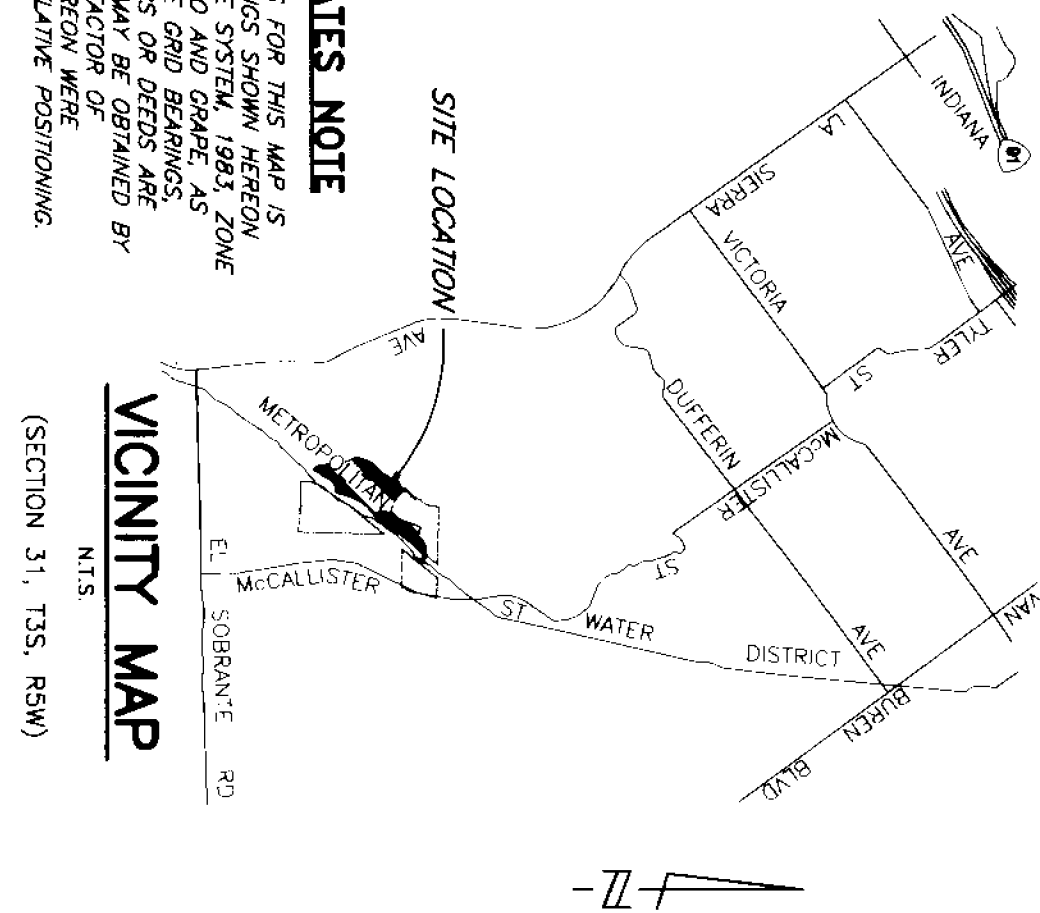 91
INDIANA
AVE
TYLER
ST
LA
SIERRA
AVE
VICTORIA
AVE
VAN
BUREN
BLVD
McCALLISTER
ST
DUFFERIN
AVE
SITE LOCATION
METROPOLITAN
WATER
DISTRICT
McCALLISTER
ST
EL
SOBRANTE
RD
N
VICINITY MAP
N.T.S.
(SECTION 31, T3S, R5W)
ATES NOTE
FOR THIS MAP IS
GS SHOWN HEREON
E SYSTEM, 1983, ZONE
O AND GRAPE, AS
E GRID BEARINGS,
S OR DEEDS ARE
MAY BE OBTAINED BY
ACTOR OF
REON WERE
LATIVE POSITIONING.